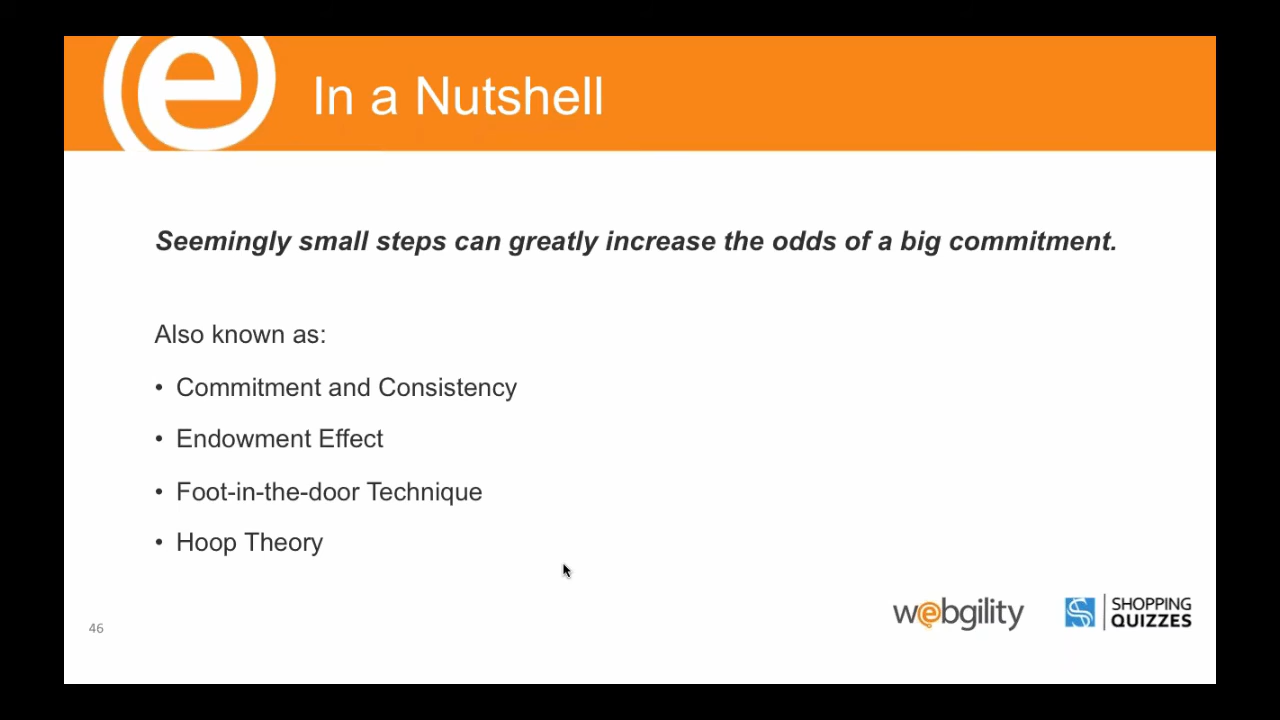 In a Nutshell
Seemingly small steps can greatly increase the odds of a big commitment.
Also known as:
• Commitment and Consistency
• Endowment Effect
• Foot-in-the-door Technique
• Hoop Theory
46
webgility
SHOPPING
QUIZZES